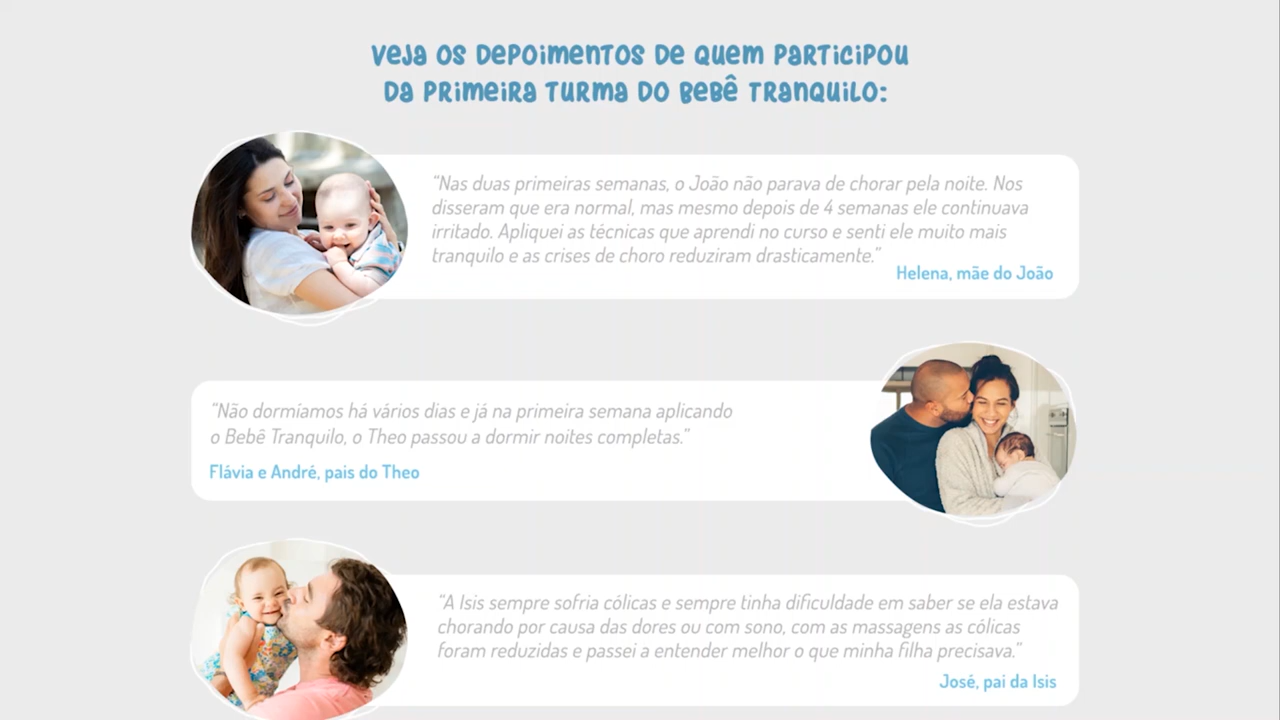 Veja os depoimentos de quem participou
da primeira turma do Bebê Tranquilo:
"Nas duas primeiras semanas, o João não parava de chorar pela noite. Nos
disseram que era normal, mas mesmo depois de 4 semanas ele continuava
irritado. Apliquei as técnicas que aprendi no curso e senti ele muito mais
tranquilo e as crises de choro reduziram drasticamente."
Helena, mãe do João
"Não dormíamos há vários dias e já na primeira semana aplicando
o Bebê Tranquilo, o Theo passou a dormir noites completas."
Flávia e André, pais do Theo
"A Isis sempre sofria cólicas e sempre tinha dificuldade em saber se ela estava
chorando por causa das dores ou com sono, com as massagens as cólicas
foram reduzidas e passei a entender melhor o que minha filha precisava."
José, pai da Isis